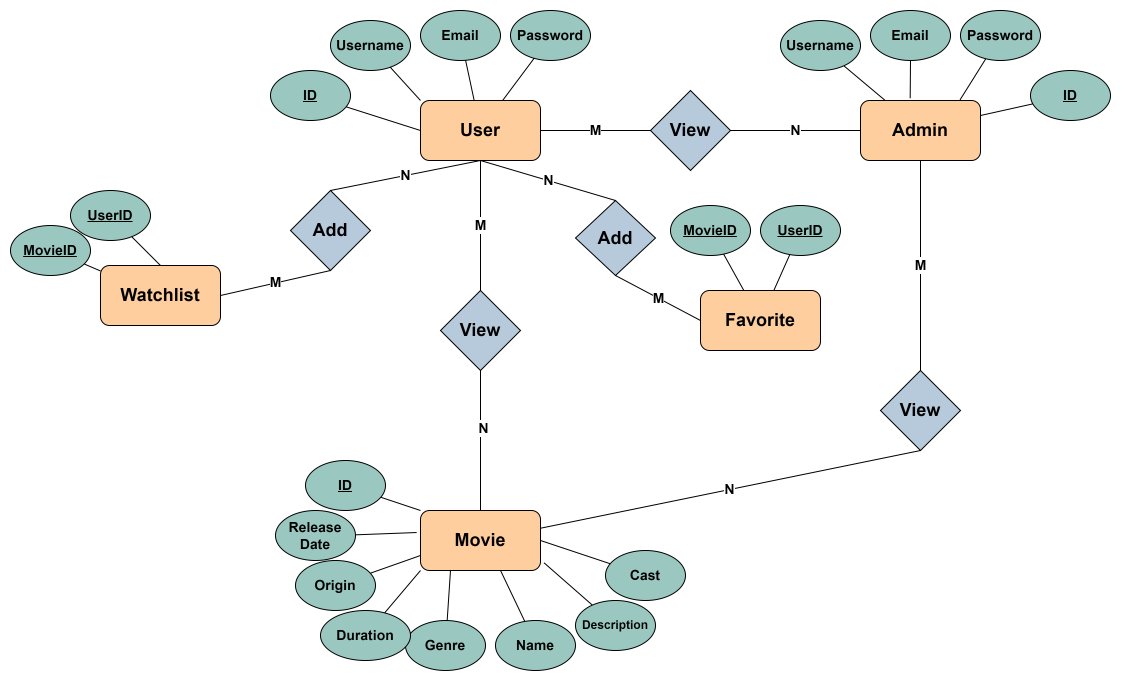 Email
Password
Username
ID
User
M
View
N
Email
Password
Username
ID
Admin
N
Add
M
UserID
MovieID
Watchlist
M
View
N
N
Add
M
MovieID
UserID
Favorite
M
View
N
ID
Release
Date
Origin
Duration
Genre
Name
Description
Cast
Movie